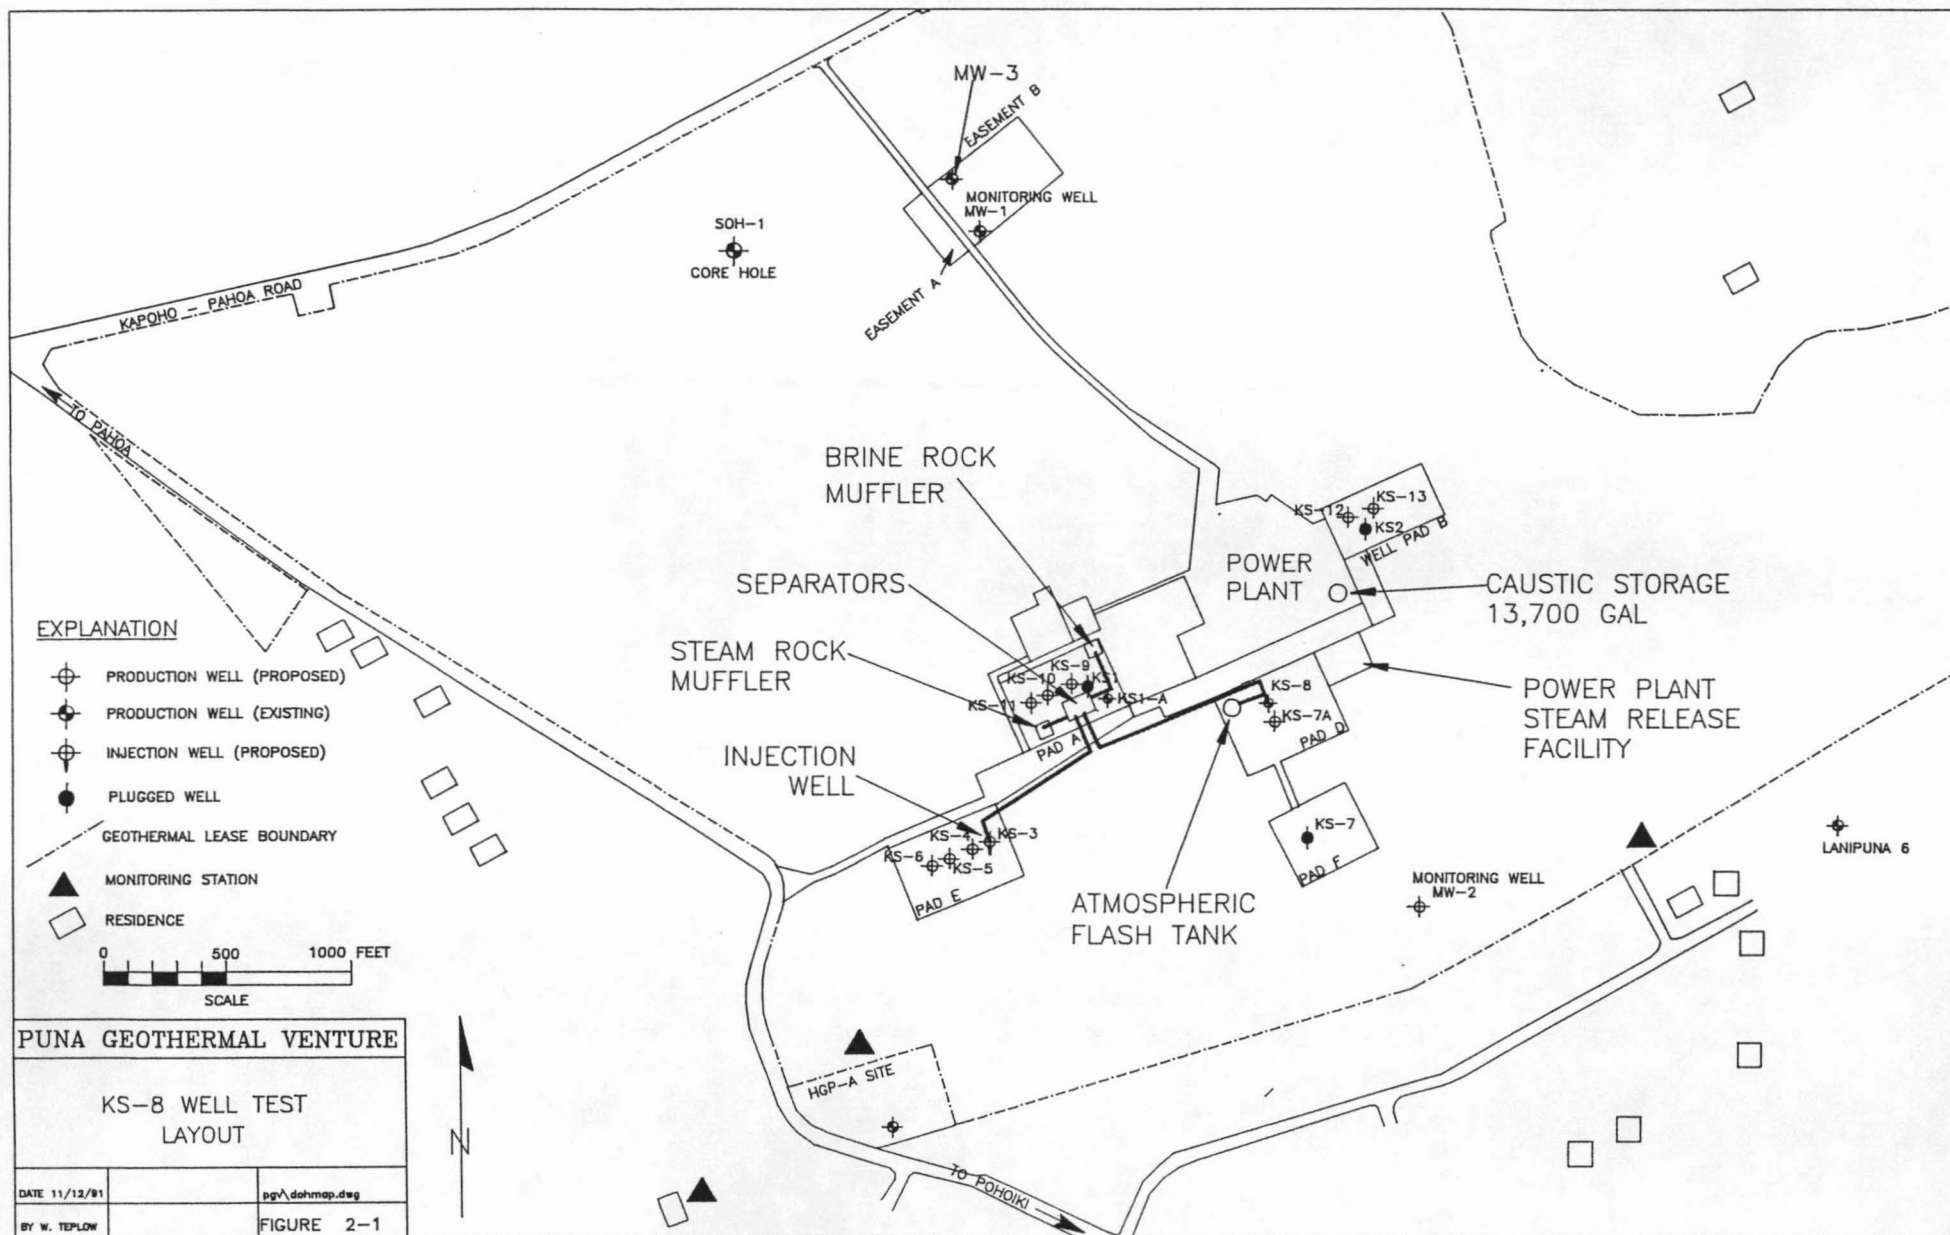 MW-3
EASEMENT B
MONITORING WELL
MW-1
SOH-1
CORE HOLE
EASEMENT A
KAPOHO - PAHOA ROAD
TO PAHOA
BRINE ROCK
MUFFLER
SEPARATORS
STEAM ROCK
MUFFLER
INJECTION
WELL
KS-9
KS-10
KS-11
KS1
KS1-A
PAD A
KS-12
KS-13
KS2
WELL PAD B
POWER
PLANT
CAUSTIC STORAGE
13,700 GAL
KS-8
KS-7A
PAD D
POWER PLANT
STEAM RELEASE
FACILITY
KS-7
PAD F
KS-3
KS-4
KS-5
KS-6
PAD E
ATMOSPHERIC
FLASH TANK
MONITORING WELL
MW-2
LANIPUNA 6
HGP-A SITE
TO POHOIKI
EXPLANATION
PRODUCTION WELL (PROPOSED)
PRODUCTION WELL (EXISTING)
INJECTION WELL (PROPOSED)
PLUGGED WELL
GEOTHERMAL LEASE BOUNDARY
MONITORING STATION
RESIDENCE
0 500 1000 FEET
SCALE
N
PUNA GEOTHERMAL VENTURE
KS-8 WELL TEST
LAYOUT
DATE 11/12/91
pgv\dohmap.dwg
BY W. TEPLOW
FIGURE 2-1